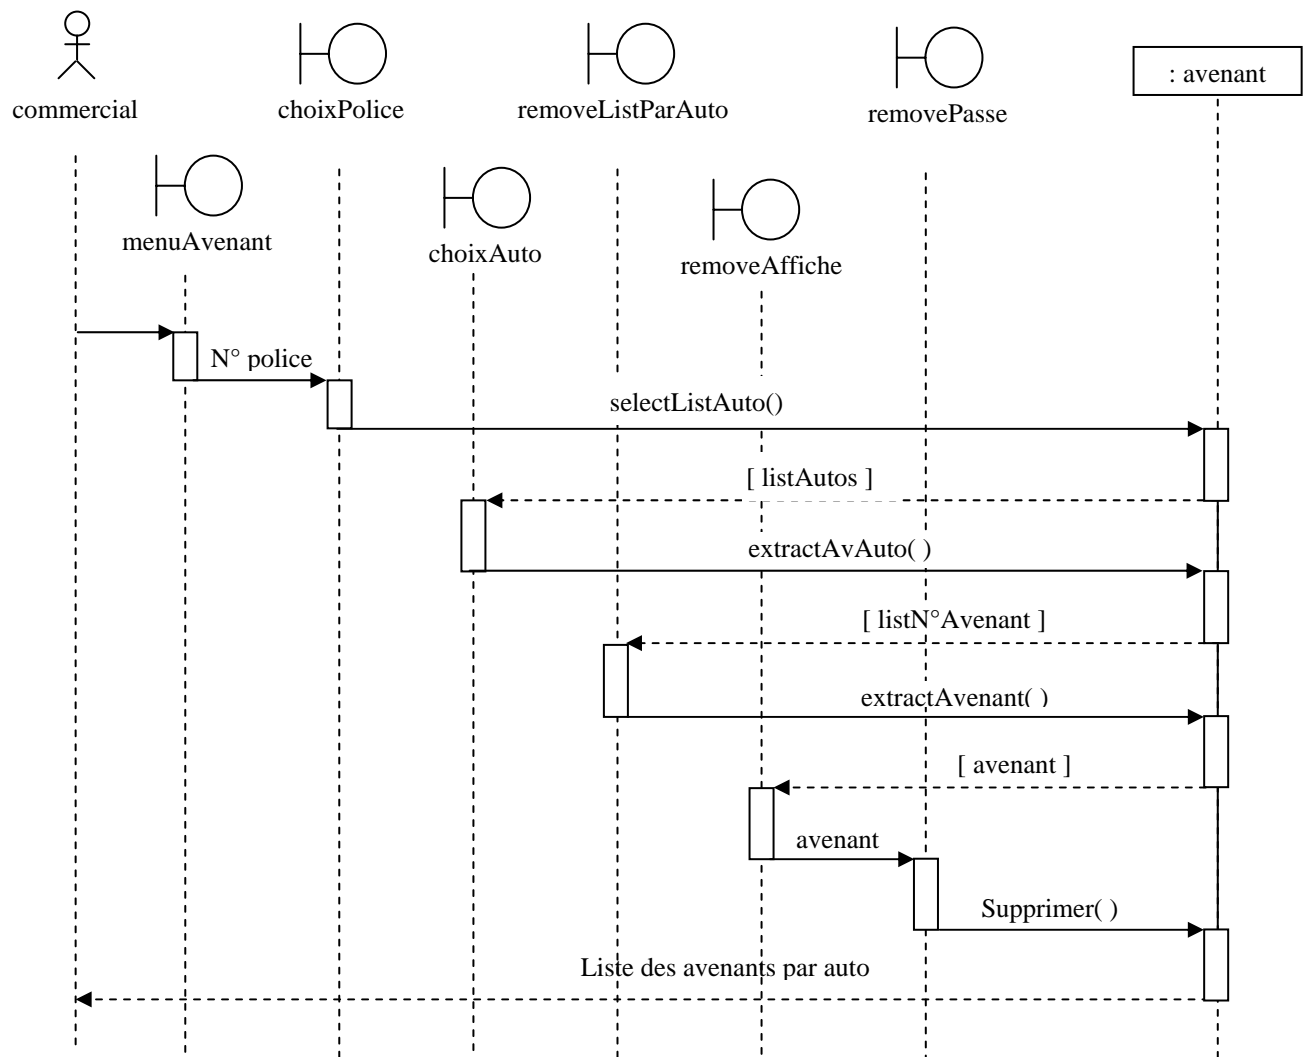 commercial
choixPolice
removeListParAuto
removePasse
: avenant
menuAvenant
choixAuto
removeAffiche
N° police
selectListAuto()
[ listAutos ]
extractAvAuto( )
[ listN°Avenant ]
extractAvenant( )
[ avenant ]
avenant
Supprimer( )
Liste des avenants par auto